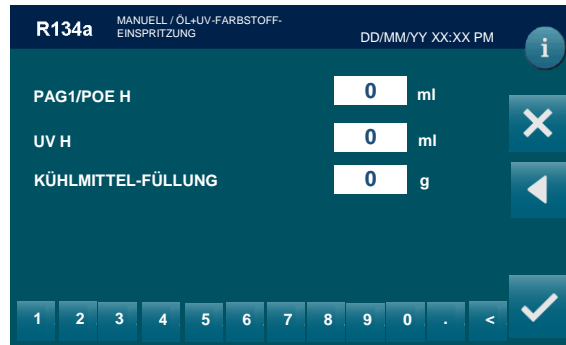 R134a
MANUELL / ÖL+UV-FARBSTOFF-
EINSPRITZUNG
DD/MM/YY XX:XX PM
i
PAG1/POE H 0 ml
UV H 0 ml
KÜHLMITTEL-FÜLLUNG 0 g
1 2 3 4 5 6 7 8 9 0 . <